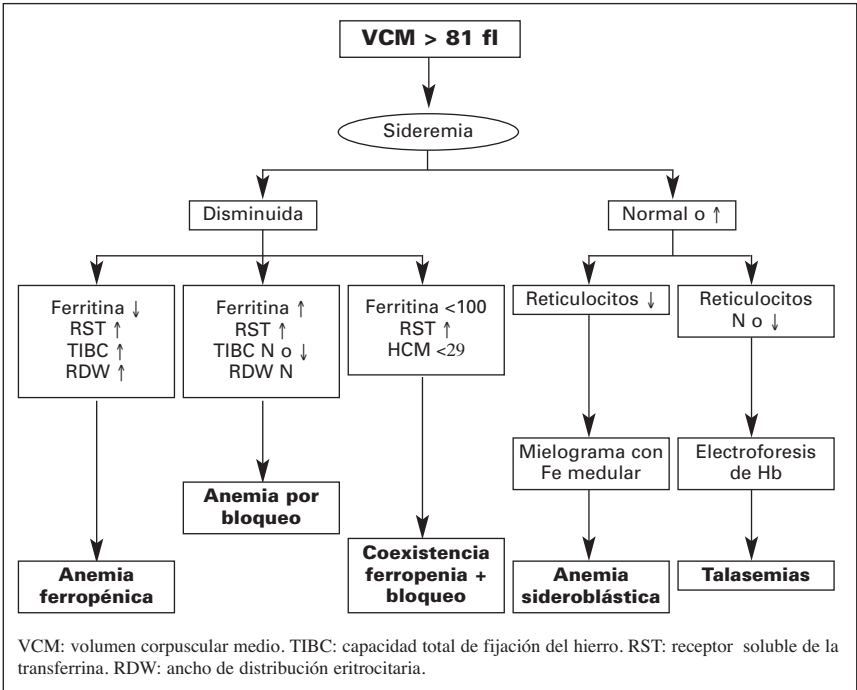 VCM > 81 fl
Sideremia
Disminuida
Normal o ↑
Ferritina ↓
RST ↑
TIBC ↑
RDW ↑
Ferritina ↑
RST ↑
TIBC N o ↓
RDW N
Ferritina <100
RST ↑
HCM <29
Reticulocitos ↓
Reticulocitos
N o ↓
Mielograma con
Fe medular
Electroforesis
de Hb
Anemia por
bloqueo
Anemia
ferropénica
Coexistencia
ferropenia +
bloqueo
Anemia
sideroblástica
Talasemias
VCM: volumen corpuscular medio. TIBC: capacidad total de fijación del hierro. RST: receptor soluble de la
transferrina. RDW: ancho de distribución eritrocitaria.